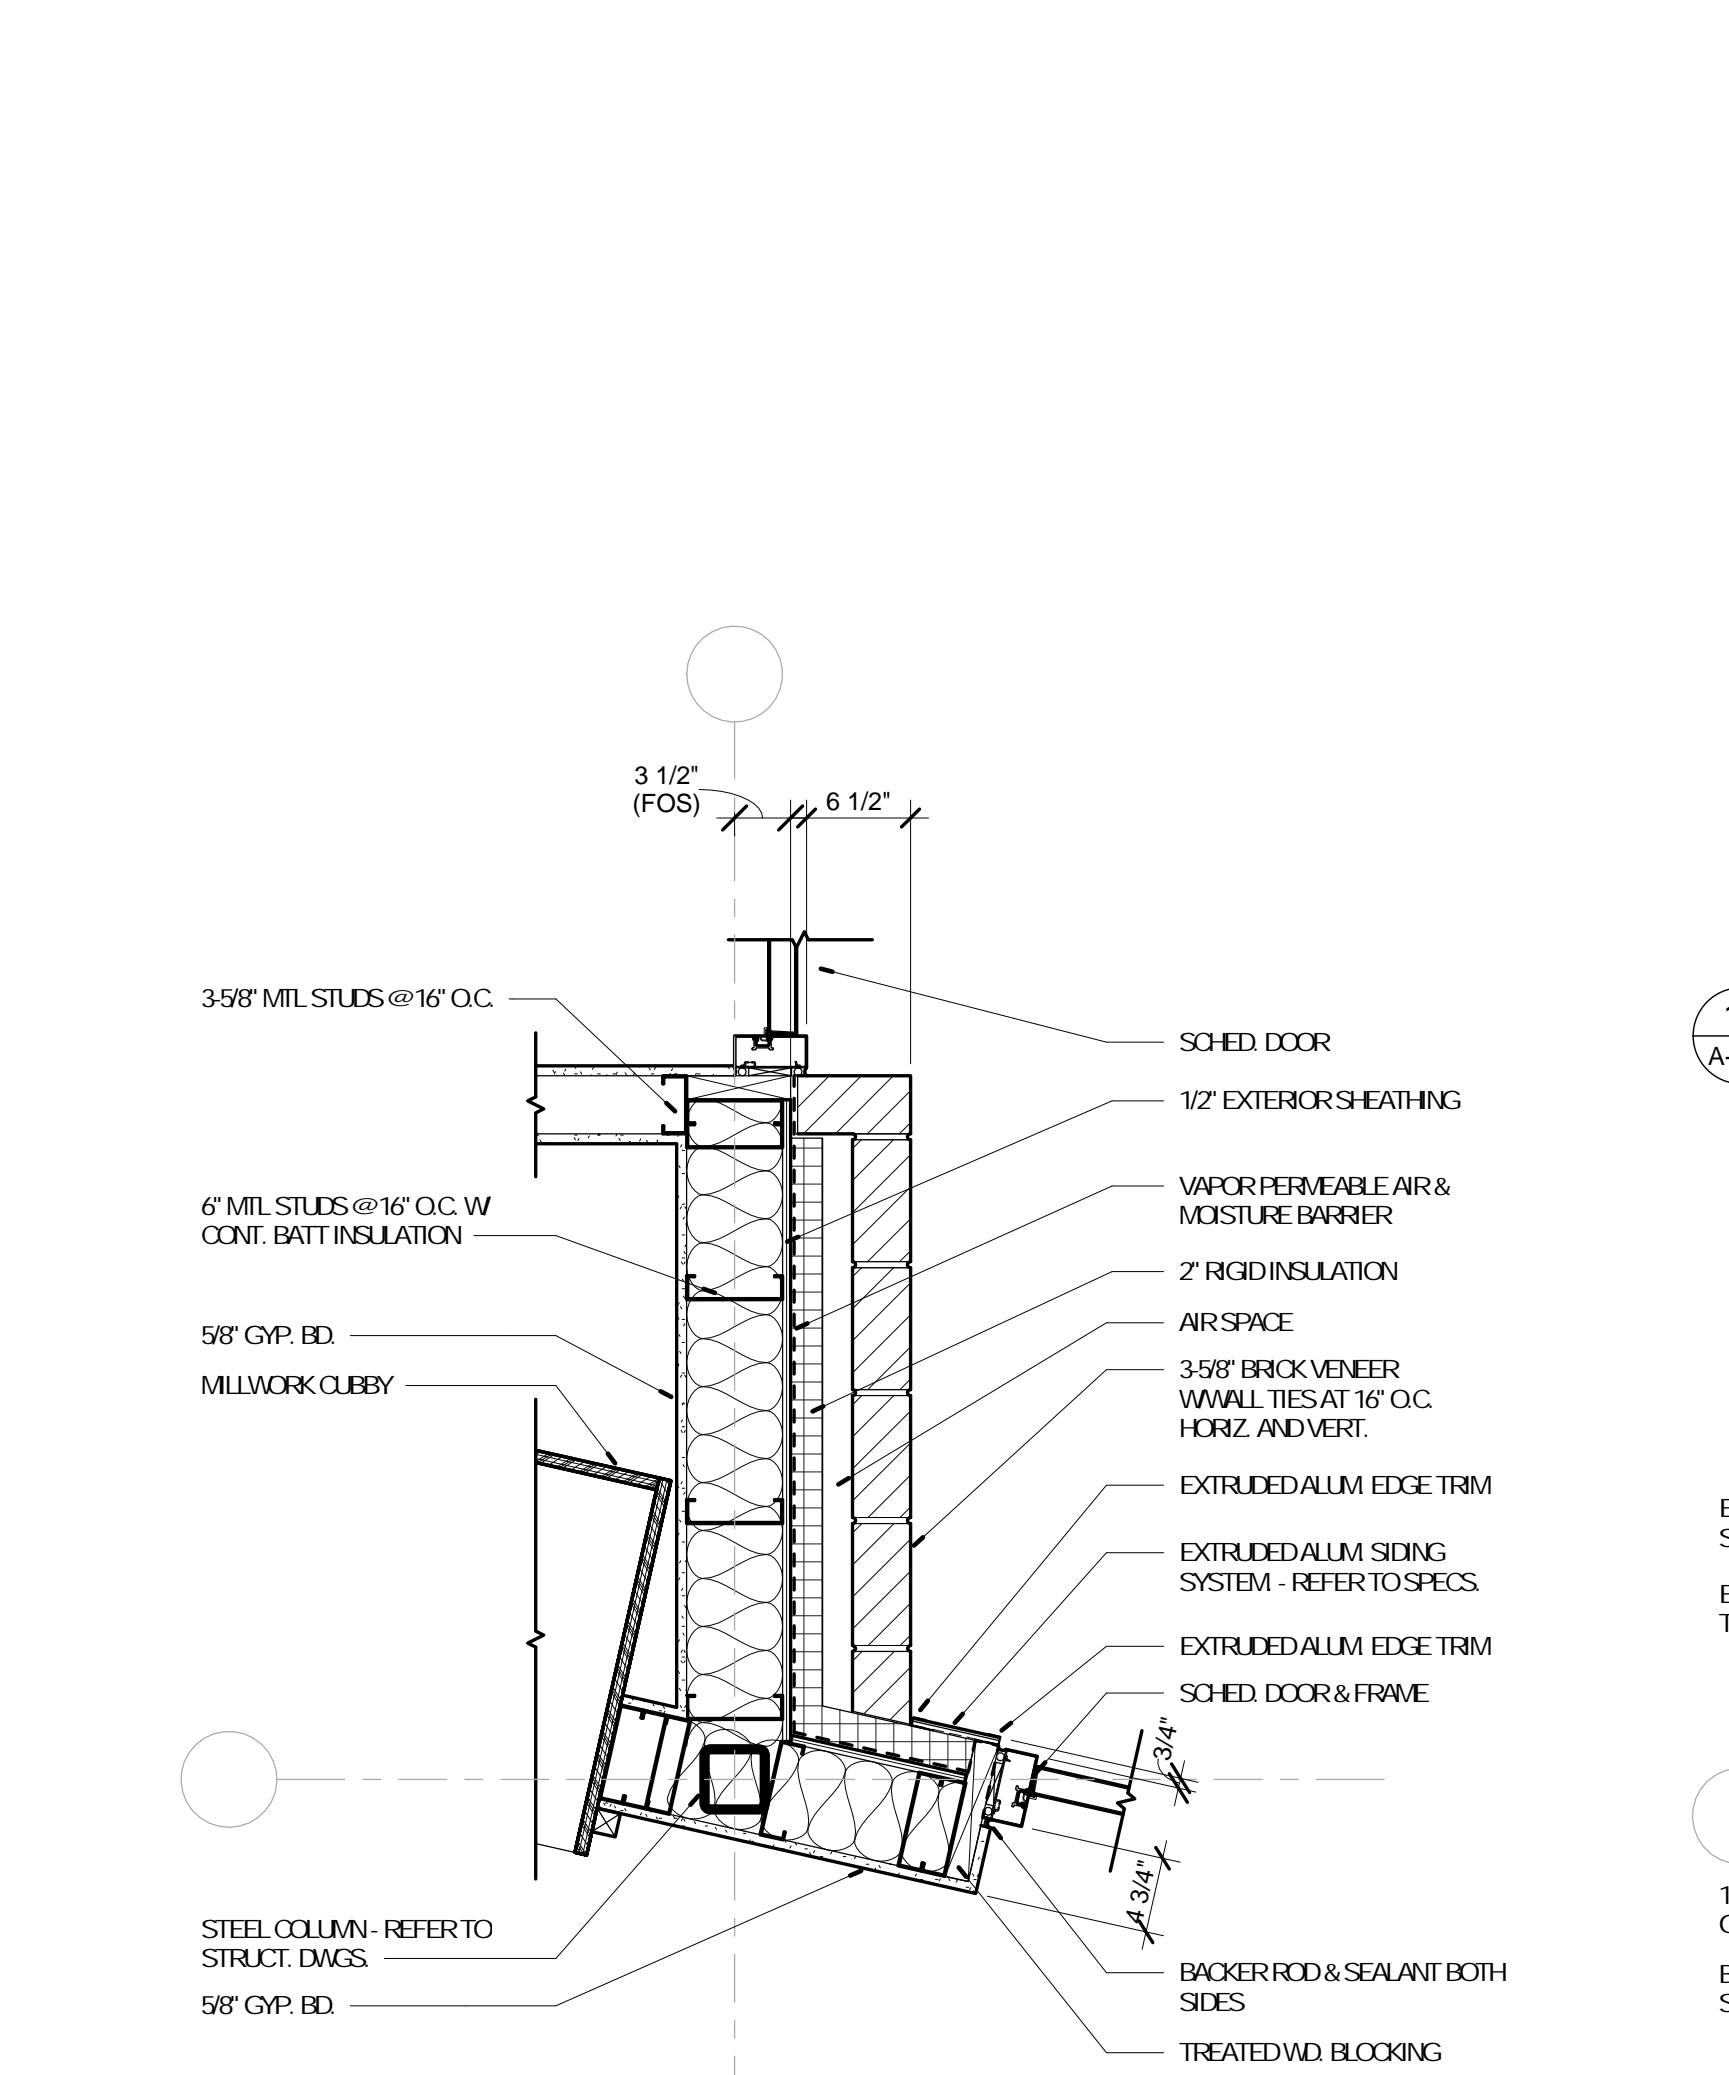 3 1/2"
(FOS)
6 1/2"
3-5/8" MTL STUDS @ 16" O.C.
6" MTL STUDS @ 16" O.C. W/
CONT. BATT INSULATION
5/8" GYP. BD.
MILLWORK CUBBY
STEEL COLUMN - REFER TO
STRUCT. DWGS.
5/8" GYP. BD.
SCHED. DOOR
1/2" EXTERIOR SHEATHING
VAPOR PERMEABLE AIR &
MOISTURE BARRIER
2" RIGID INSULATION
AIR SPACE
3-5/8" BRICK VENEER
W/WALL TIES AT 16" O.C.
HORIZ. AND VERT.
EXTRUDED ALUM. EDGE TRIM
EXTRUDED ALUM. SIDING
SYSTEM. - REFER TO SPECS.
EXTRUDED ALUM. EDGE TRIM
SCHED. DOOR & FRAME
3/4"
4 3/4"
BACKER ROD & SEALANT BOTH
SIDES
TREATED WD. BLOCKING
A-